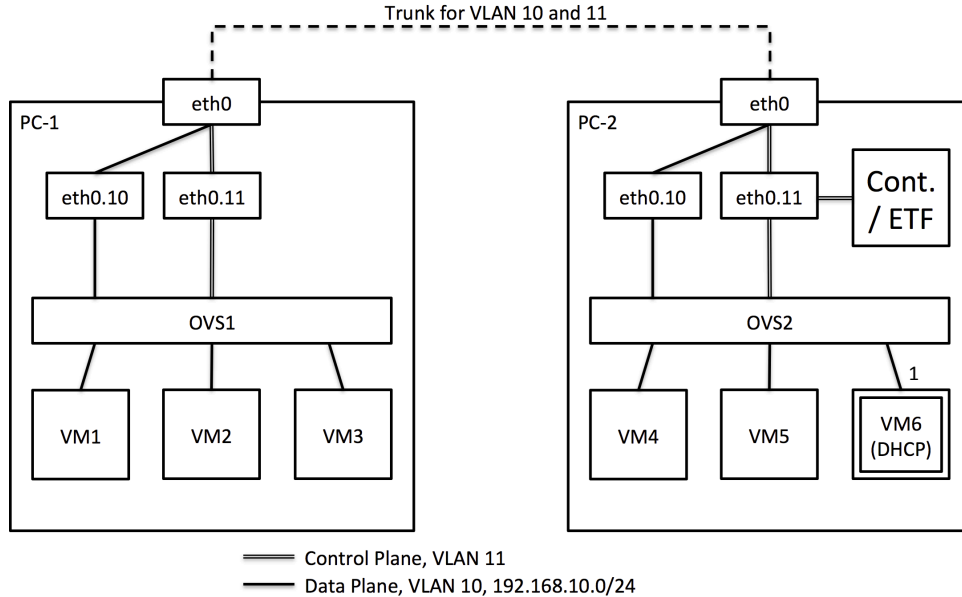 Trunk for VLAN 10 and 11
eth0
eth0
PC-1
PC-2
eth0.10
eth0.11
eth0.10
eth0.11
Cont.
/ ETF
OVS1
OVS2
1
VM1
VM2
VM3
VM4
VM5
VM6
(DHCP)
Control Plane, VLAN 11
Data Plane, VLAN 10, 192.168.10.0/24